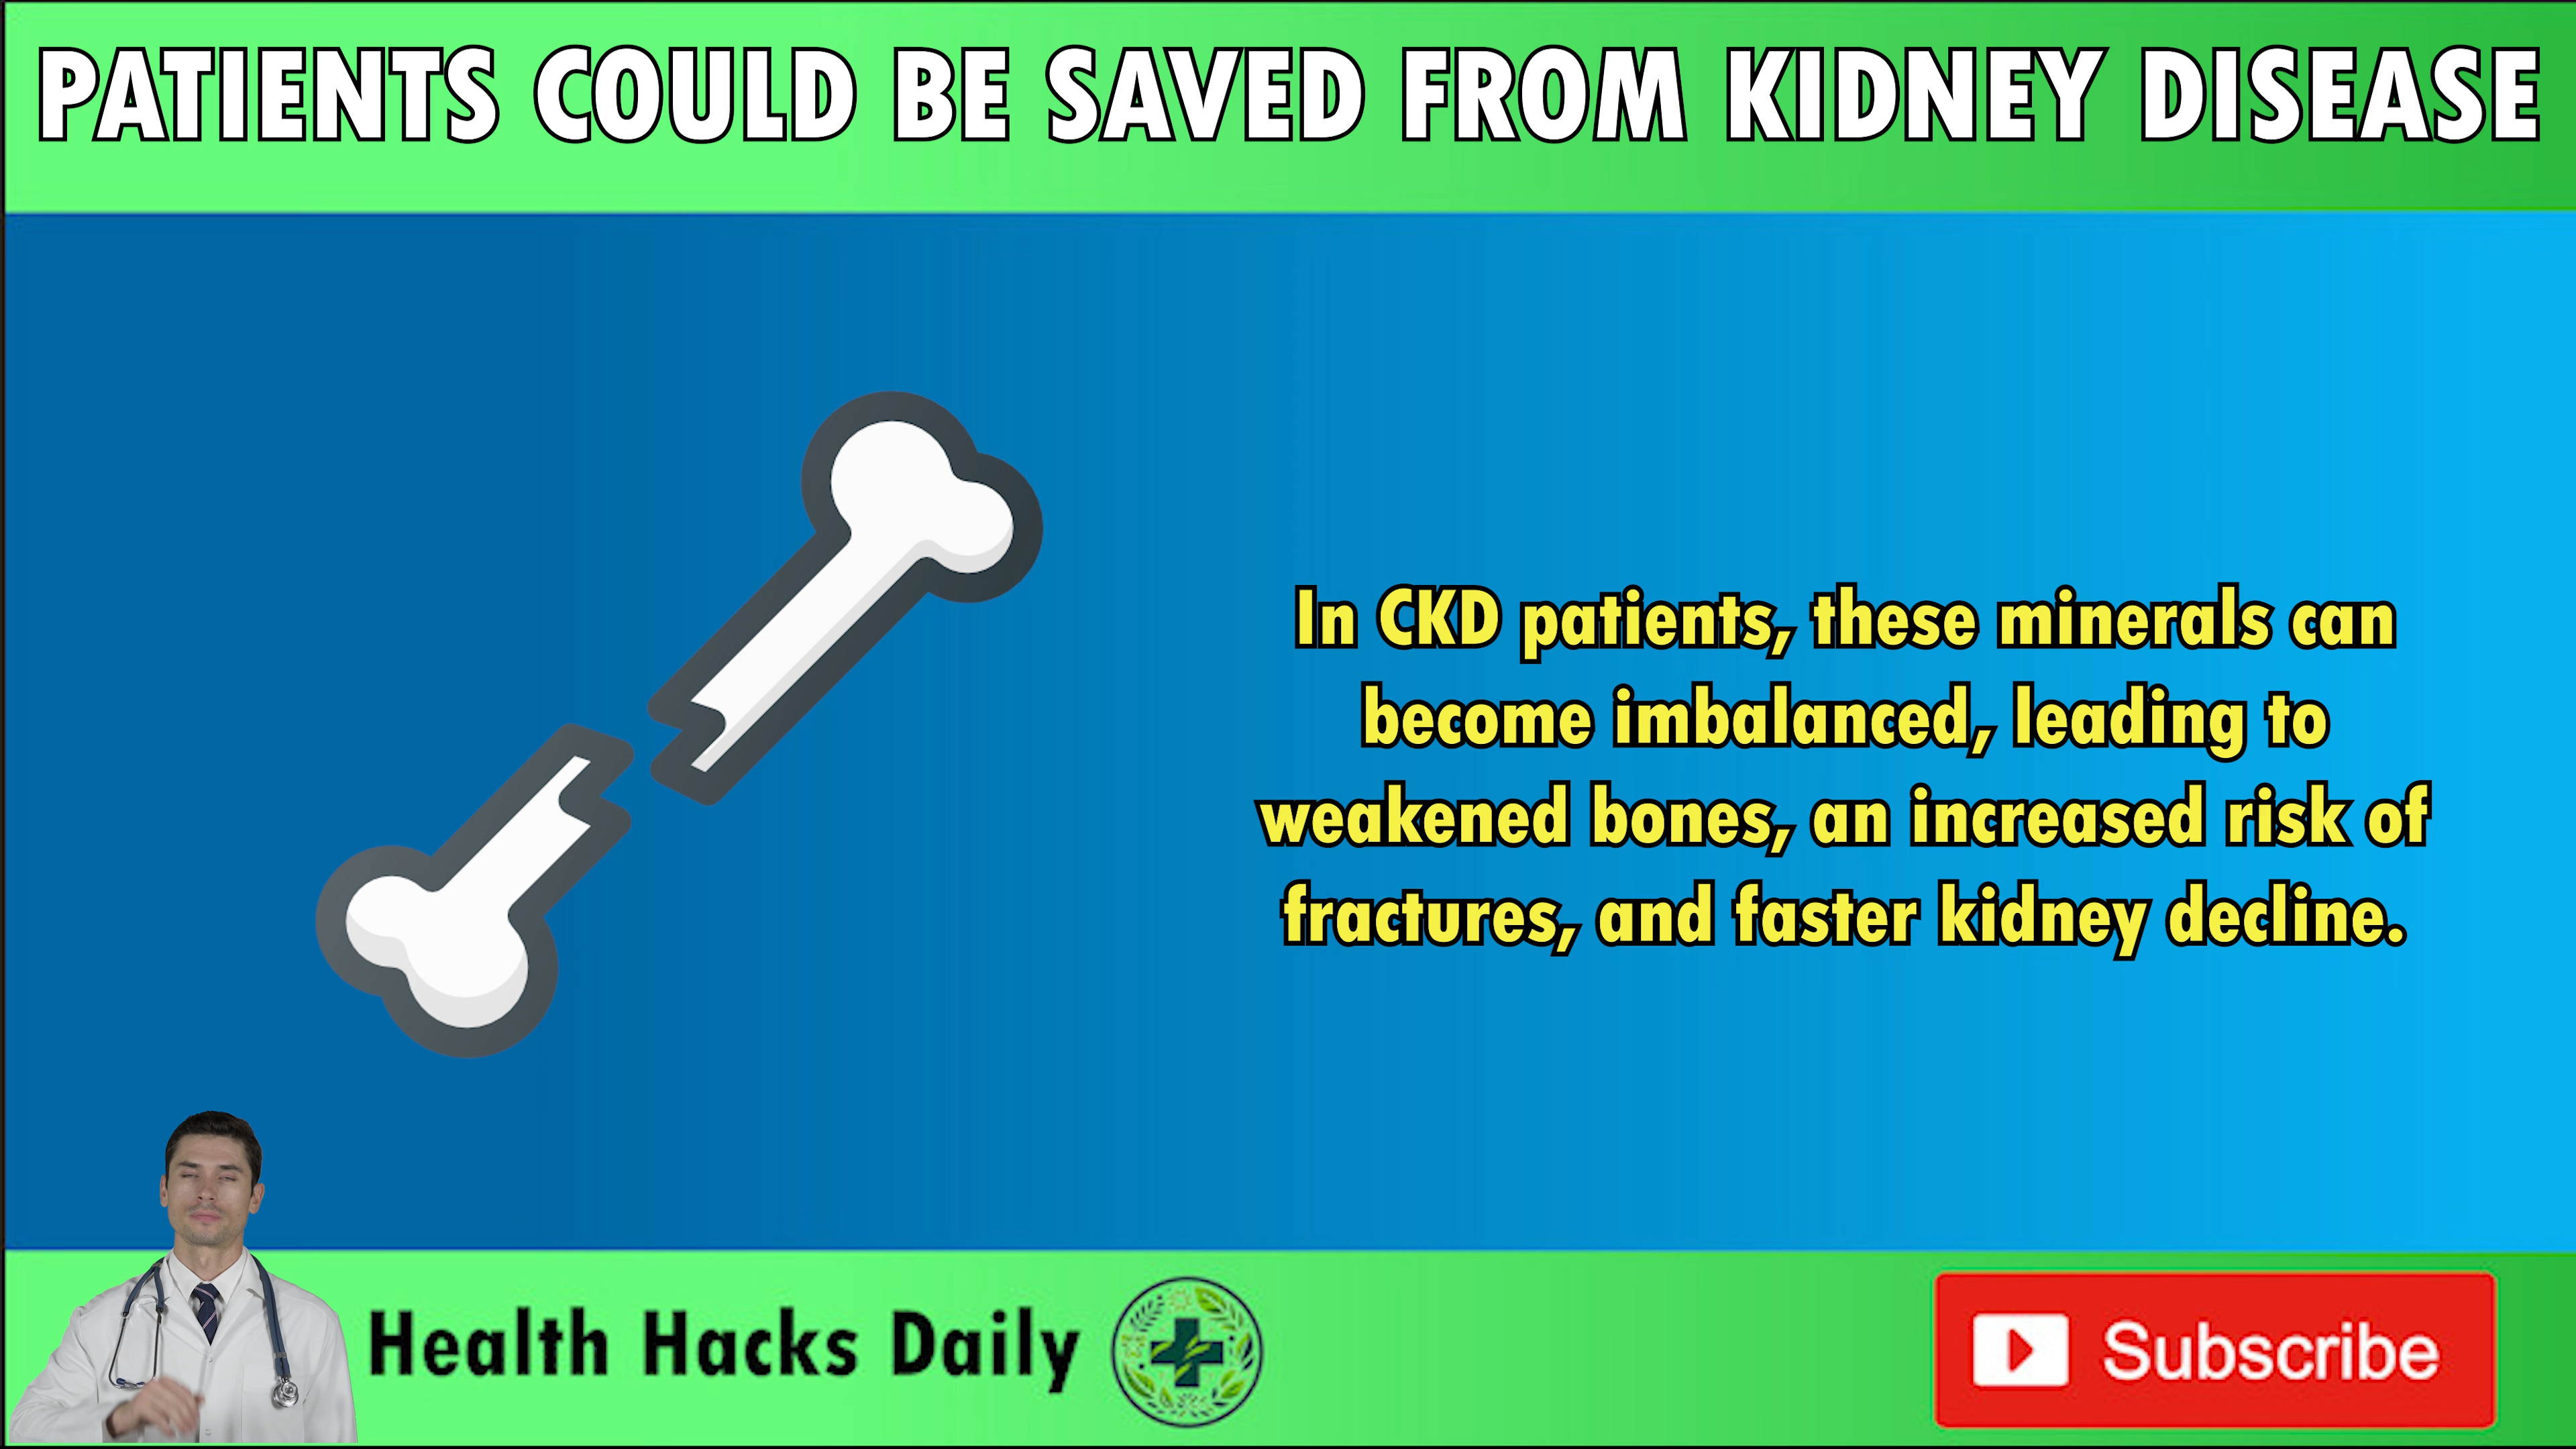 PATIENTS COULD BE SAVED FROM KIDNEY DISEASE
In CKD patients, these minerals can
become imbalanced, leading to
weakened bones, an increased risk of
fractures, and faster kidney decline.
Health Hacks Daily
Subscribe